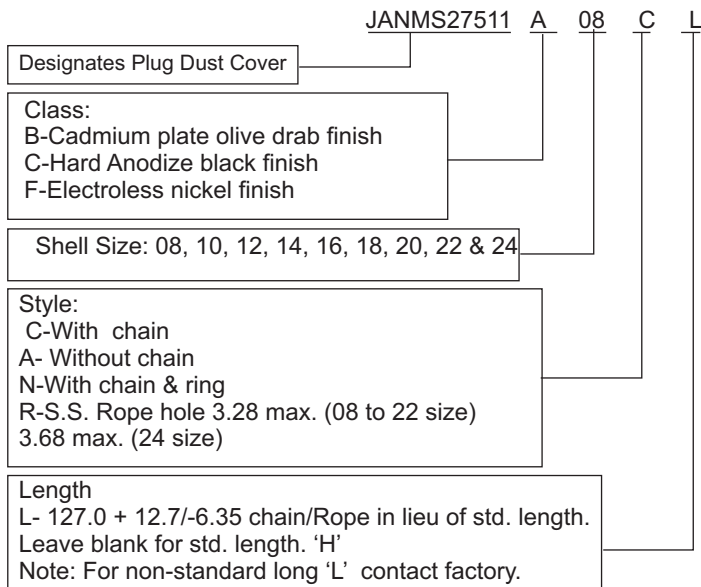 JANMS27511 A 08 C L
Designates Plug Dust Cover
Class:
B-Cadmium plate olive drab finish
C-Hard Anodize black finish
F-Electroless nickel finish
Shell Size: 08, 10, 12, 14, 16, 18, 20, 22 & 24
Style:
C-With chain
A- Without chain
N-With chain & ring
R-S.S. Rope hole 3.28 max. (08 to 22 size)
3.68 max. (24 size)
Length
L- 127.0 + 12.7/-6.35 chain/Rope in lieu of std. length.
Leave blank for std. length. ‘H’
Note: For non-standard long ‘L’ contact factory.